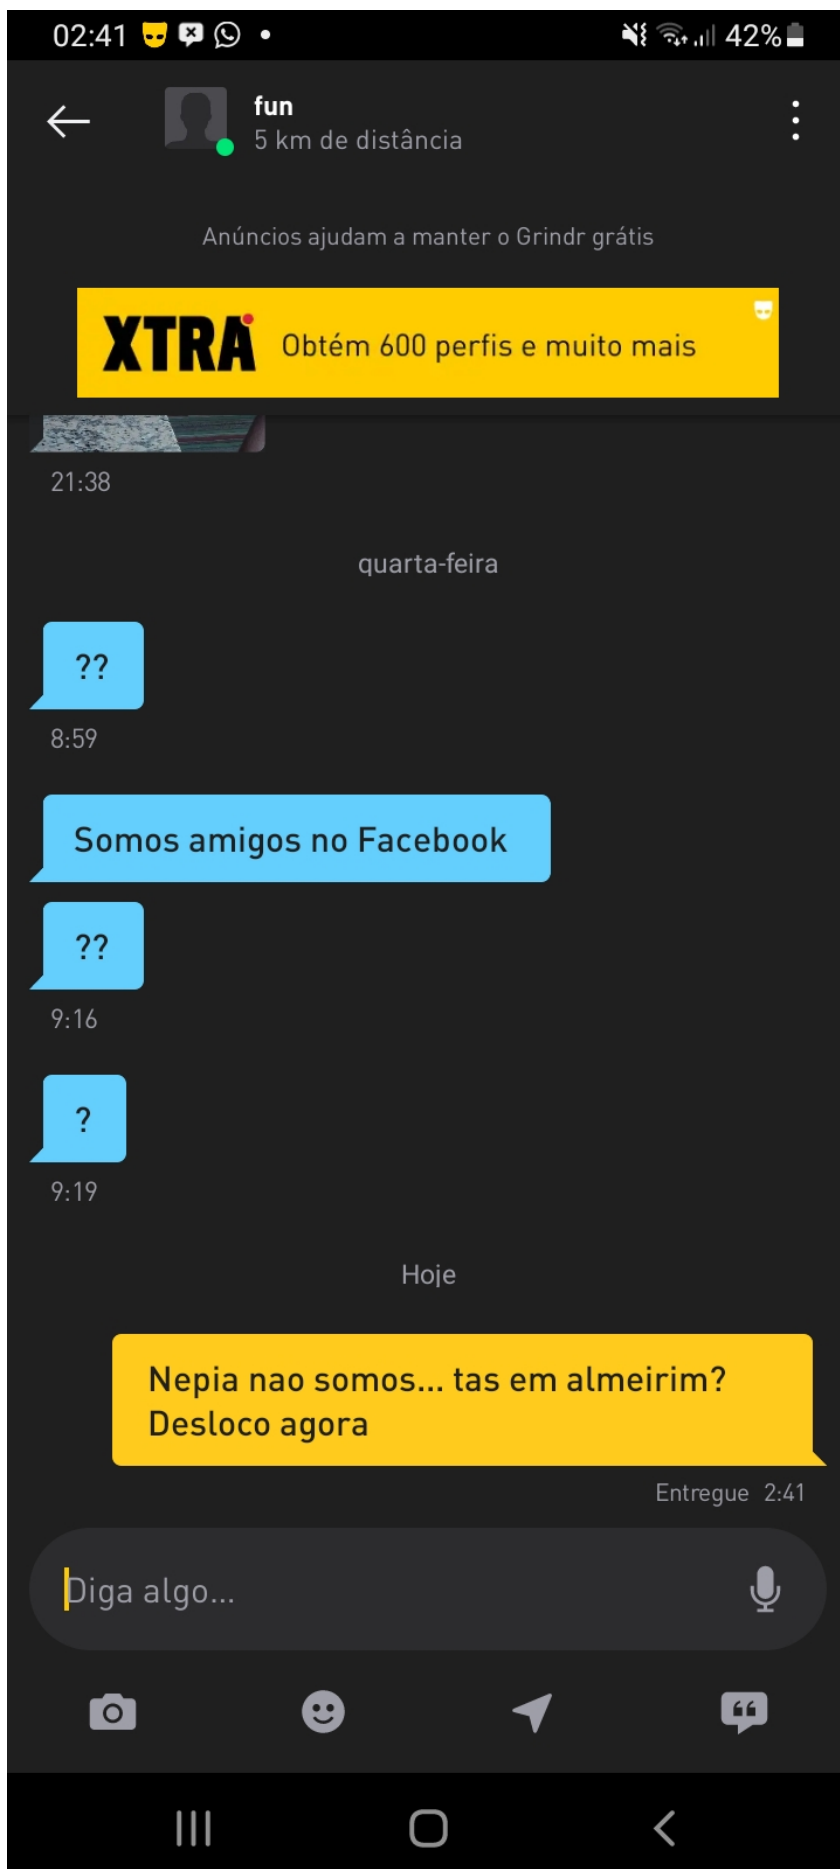 02:41
42%
fun
5 km de distância
Anúncios ajudam a manter o Grindr grátis
XTRA Obtém 600 perfis e muito mais
21:38
quarta-feira
??
8:59
Somos amigos no Facebook
??
9:16
?
9:19
Hoje
Nepia nao somos... tas em almeirim?
Desloco agora
Entregue 2:41
Diga algo...